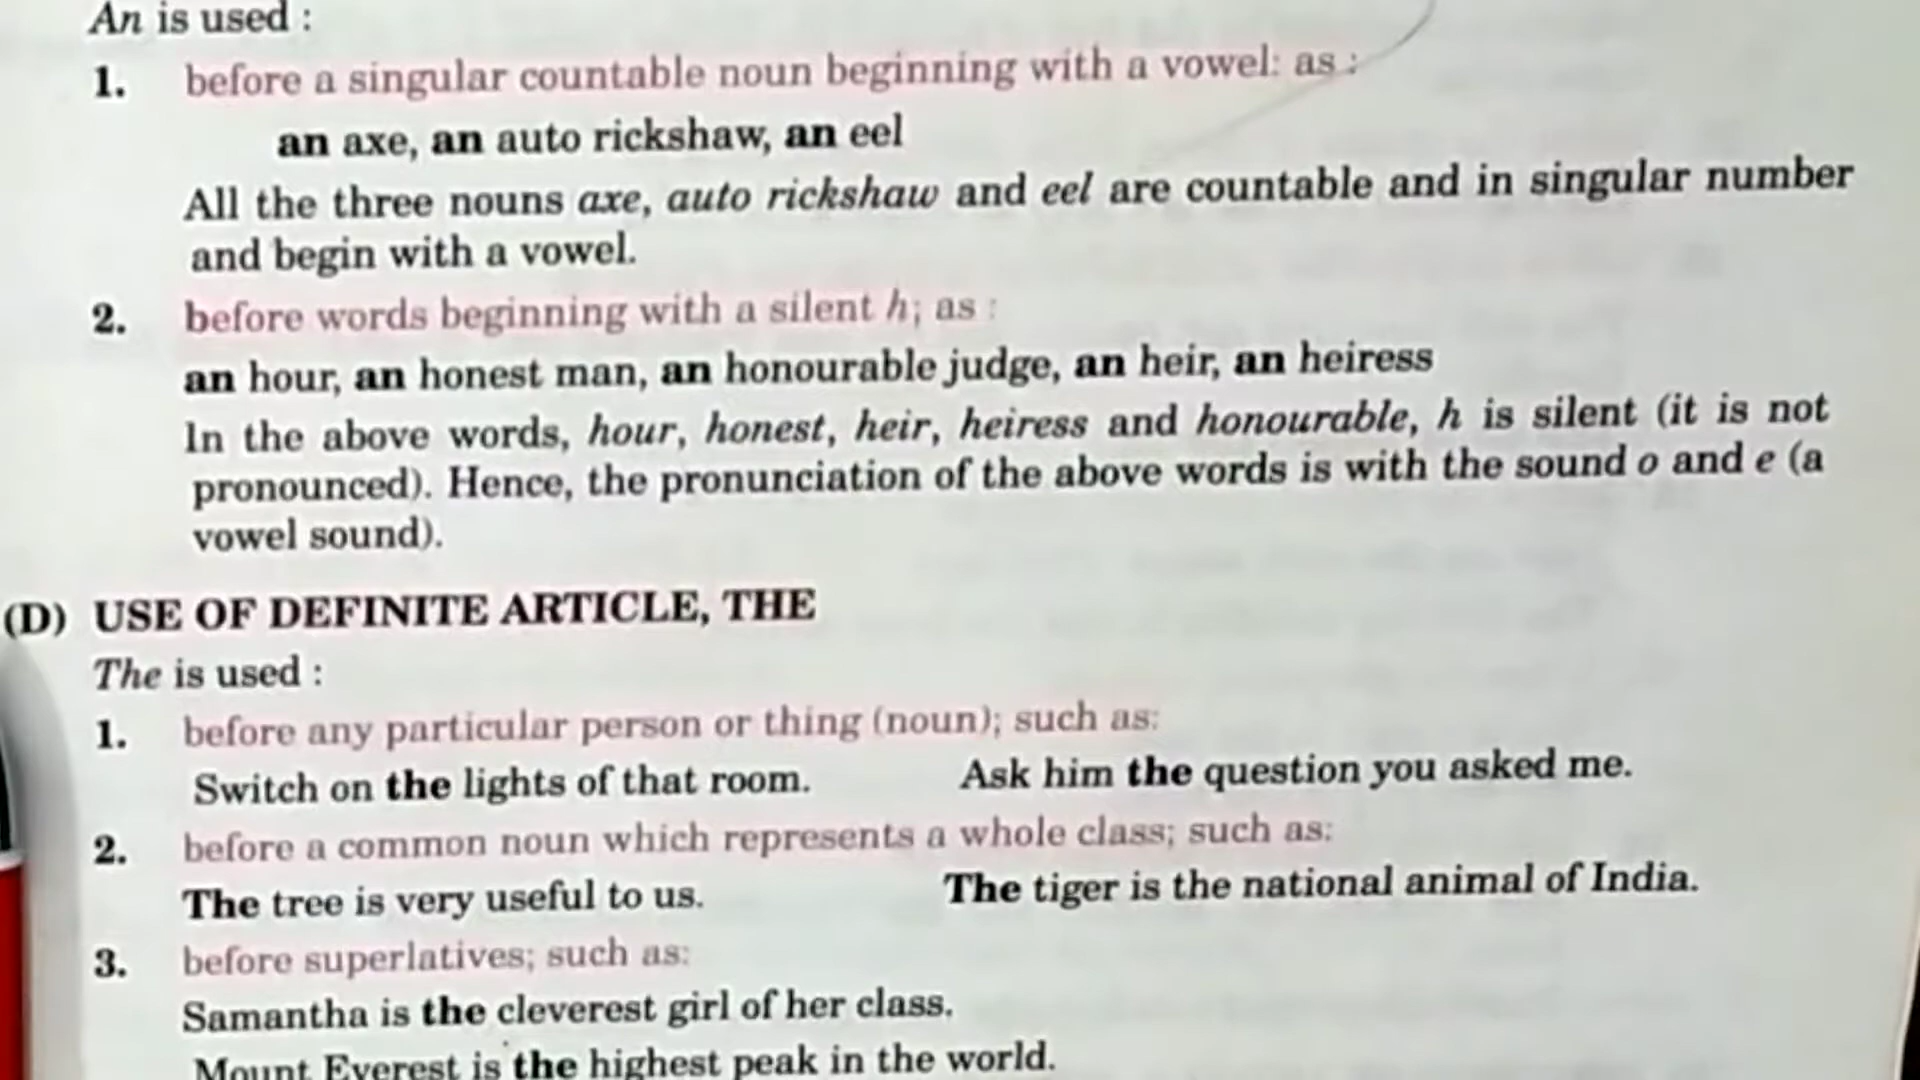 An is used :
1. before a singular countable noun beginning with a vowel: as :
an axe, an auto rickshaw, an eel
All the three nouns axe, auto rickshaw and eel are countable and in singular number
and begin with a vowel.
2. before words beginning with a silent h; as :
an hour, an honest man, an honourable judge, an heir, an heiress
In the above words, hour, honest, heir, heiress and honourable, h is silent (it is not
pronounced). Hence, the pronunciation of the above words is with the sound o and e (a
vowel sound).
(D) USE OF DEFINITE ARTICLE, THE
The is used :
1. before any particular person or thing (noun); such as:
Switch on the lights of that room. Ask him the question you asked me.
2. before a common noun which represents a whole class; such as:
The tree is very useful to us. The tiger is the national animal of India.
3. before superlatives; such as:
Samantha is the cleverest girl of her class.
Mount Everest is the highest peak in the world.